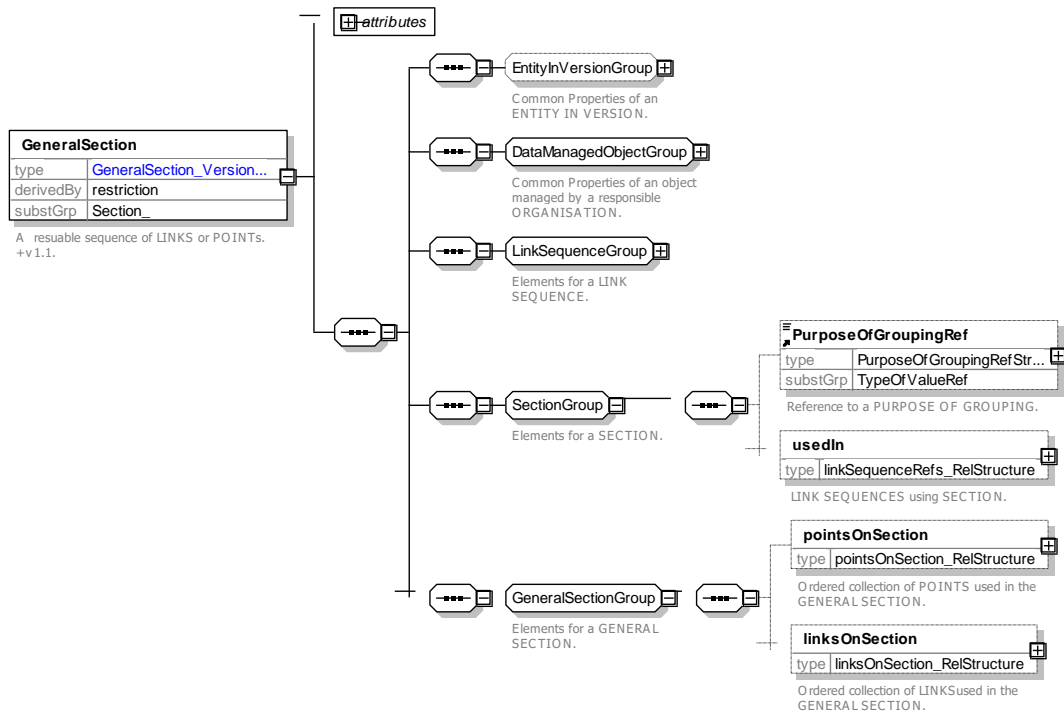 attributes
EntityInVersionGroup
Common Properties of an
ENTITY IN VERSION.
GeneralSection
type GeneralSection_Version...
derivedBy restriction
substGrp Section_
A resuable sequence of LINKS or POINTs.
+v1.1.
DataManagedObjectGroup
Common Properties of an object
managed by a responsible
ORGANISATION.
LinkSequenceGroup
Elements for a LINK
SEQUENCE.
SectionGroup
Elements for a SECTION.
PurposeOfGroupingRef
type PurposeOfGroupingRefStr...
substGrp TypeOfValueRef
Reference to a PURPOSE OF GROUPING.
usedIn
type linkSequenceRefs_RelStructure
LINK SEQUENCES using SECTION.
GeneralSectionGroup
Elements for a GENERAL
SECTION.
pointsOnSection
type pointsOnSection_RelStructure
Ordered collection of POINTS used in the
GENERAL SECTION.
linksOnSection
type linksOnSection_RelStructure
Ordered collection of LINKSused in the
GENERAL SECTION.